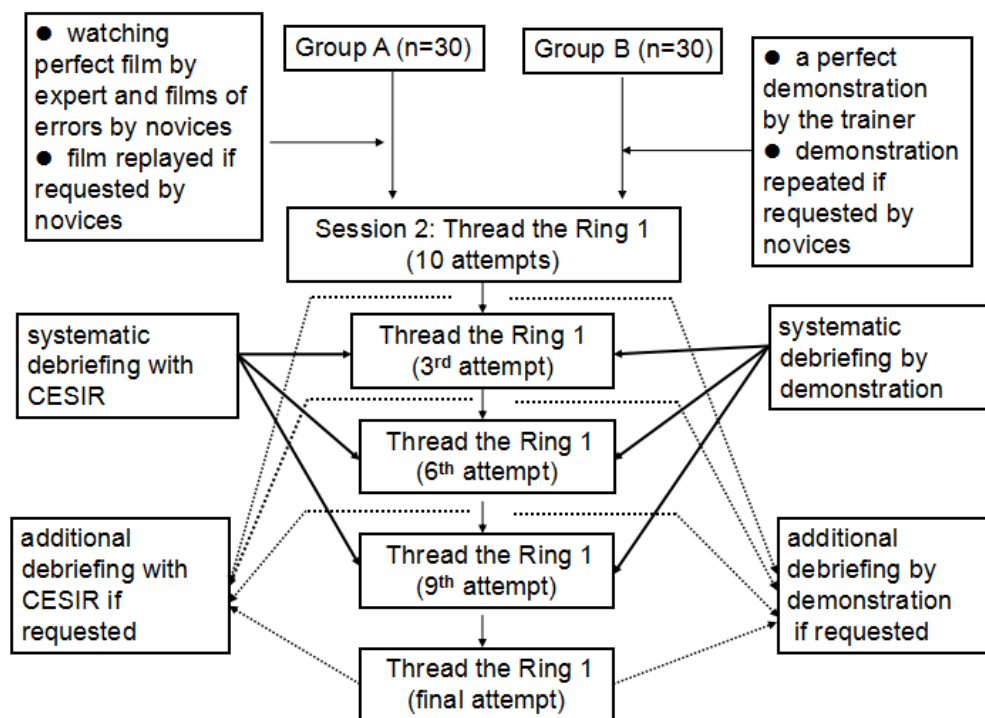 ● watching
perfect film by
expert and films of
errors by novices
● film replayed if
requested by
novices
Group A (n=30)
Group B (n=30)
● a perfect
demonstration
by the trainer
● demonstration
repeated if
requested by
novices
Session 2: Thread the Ring 1
(10 attempts)
systematic
debriefing with
CESIR
Thread the Ring 1
(3rd attempt)
systematic
debriefing by
demonstration
Thread the Ring 1
(6th attempt)
additional
debriefing with
CESIR if
requested
Thread the Ring 1
(9th attempt)
additional
debriefing by
demonstration
if requested
Thread the Ring 1
(final attempt)